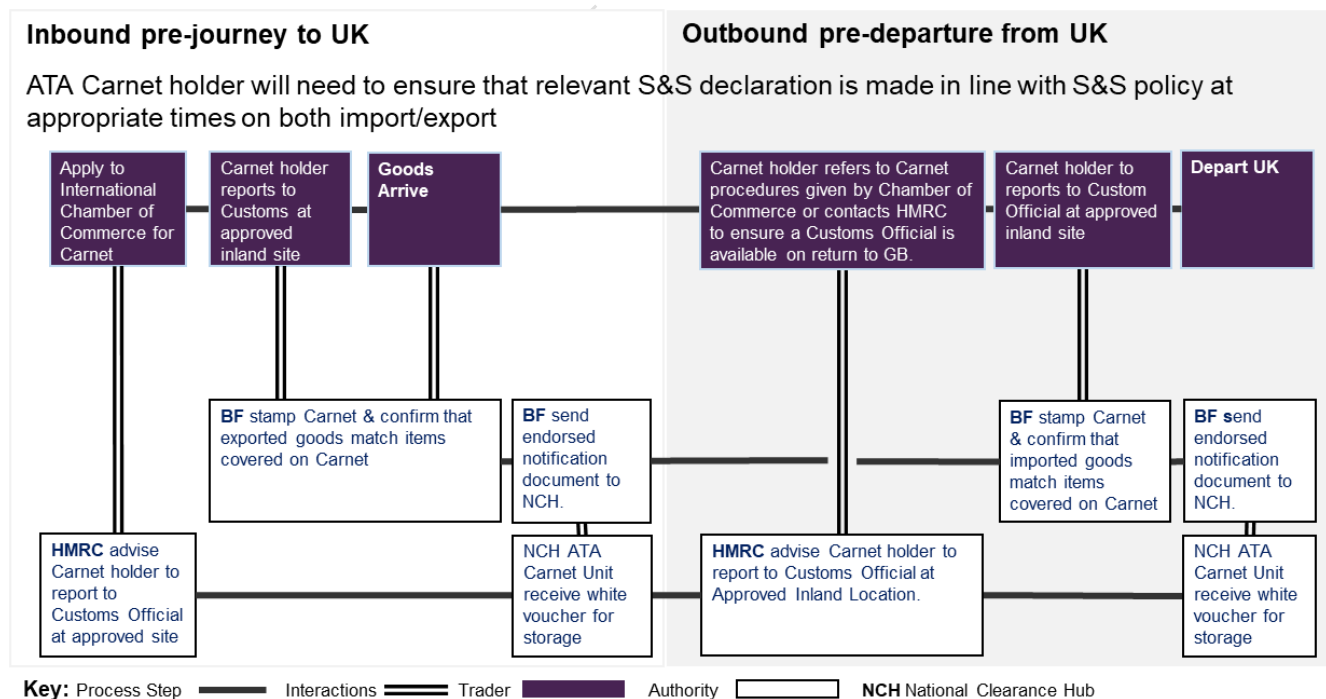 Inbound pre-journey to UK
Outbound pre-departure from UK
ATA Carnet holder will need to ensure that relevant S&S declaration is made in line with S&S policy at
appropriate times on both import/export
Apply to
International
Chamber of
Commerce for
Carnet
Carnet holder
reports to
Customs at
approved
inland site
Goods
Arrive
Carnet holder refers to Carnet
procedures given by Chamber of
Commerce or contacts HMRC
to ensure a Customs Official is
available on return to GB.
Carnet holder to
reports to Custom
Official at approved
inland site
Depart UK
BF stamp Carnet & confirm that
exported goods match items
covered on Carnet
BF send
endorsed
notification
document to
NCH.
BF stamp Carnet
& confirm that
imported goods
match items
covered on Carnet
BF send
endorsed
notification
document to
NCH.
HMRC advise
Carnet holder to
report to
Customs Official
at approved site
NCH ATA
Carnet Unit
receive white
voucher for
storage
HMRC advise Carnet holder to
report to Customs Official at
Approved Inland Location.
NCH ATA
Carnet Unit
receive white
voucher for
storage
Key: Process Step Interactions Trader Authority NCH National Clearance Hub